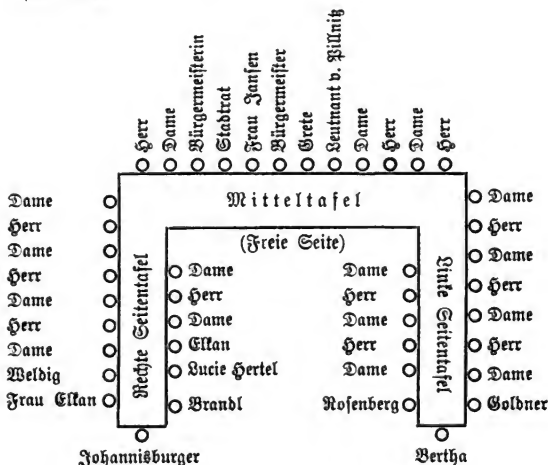 Herr
Dame
Bürgermeisterin
Stadtrat
Frau Jansen
Bürgermeister
Grete
Leutnant v. Pillnitz
Dame
Herr
Dame
Herr
Mitteltafel
(Freie Seite)
Dame
Herr
Dame
Herr
Dame
Herr
Dame
Weldig
Frau Elkan
Rechte Seitentafel
Dame
Herr
Dame
Elkan
Lucie Hertel
Brandl
Johannisburger
Dame
Herr
Dame
Herr
Dame
Rosenberg
Linke Seitentafel
Dame
Herr
Dame
Herr
Dame
Herr
Dame
Goldner
Bertha